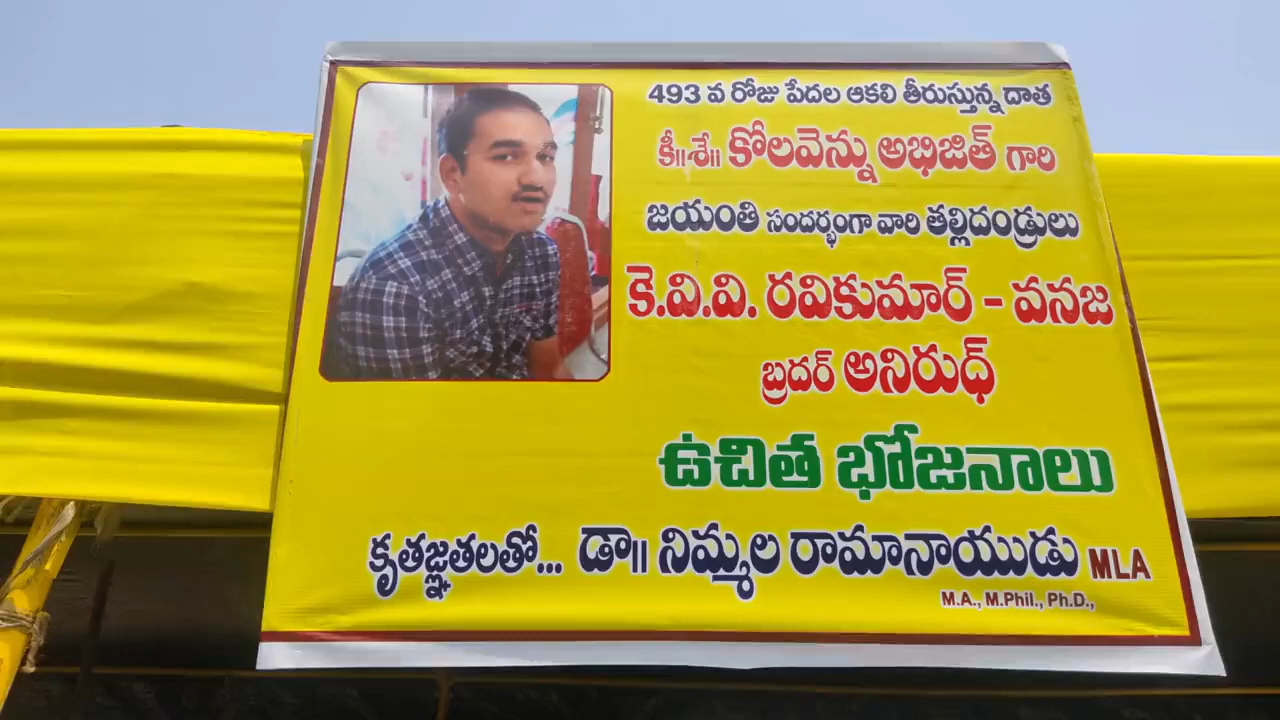 493 వ రోజు పేదల ఆకలి తీరుస్తున్న దాత
కీ॥శే॥ కోలవెన్ను అభిజిత్ గారి
జయంతి సందర్భంగా వారి తల్లిదండ్రులు
కె.వి.వి. రవికుమార్ - వనజ
బ్రదర్ అనిరుధ్
ఉచిత భోజనాలు
కృతజ్ఞతలతో... డా॥ నిమ్మల రామానాయుడు MLA
M.A., M.Phil., Ph.D.,